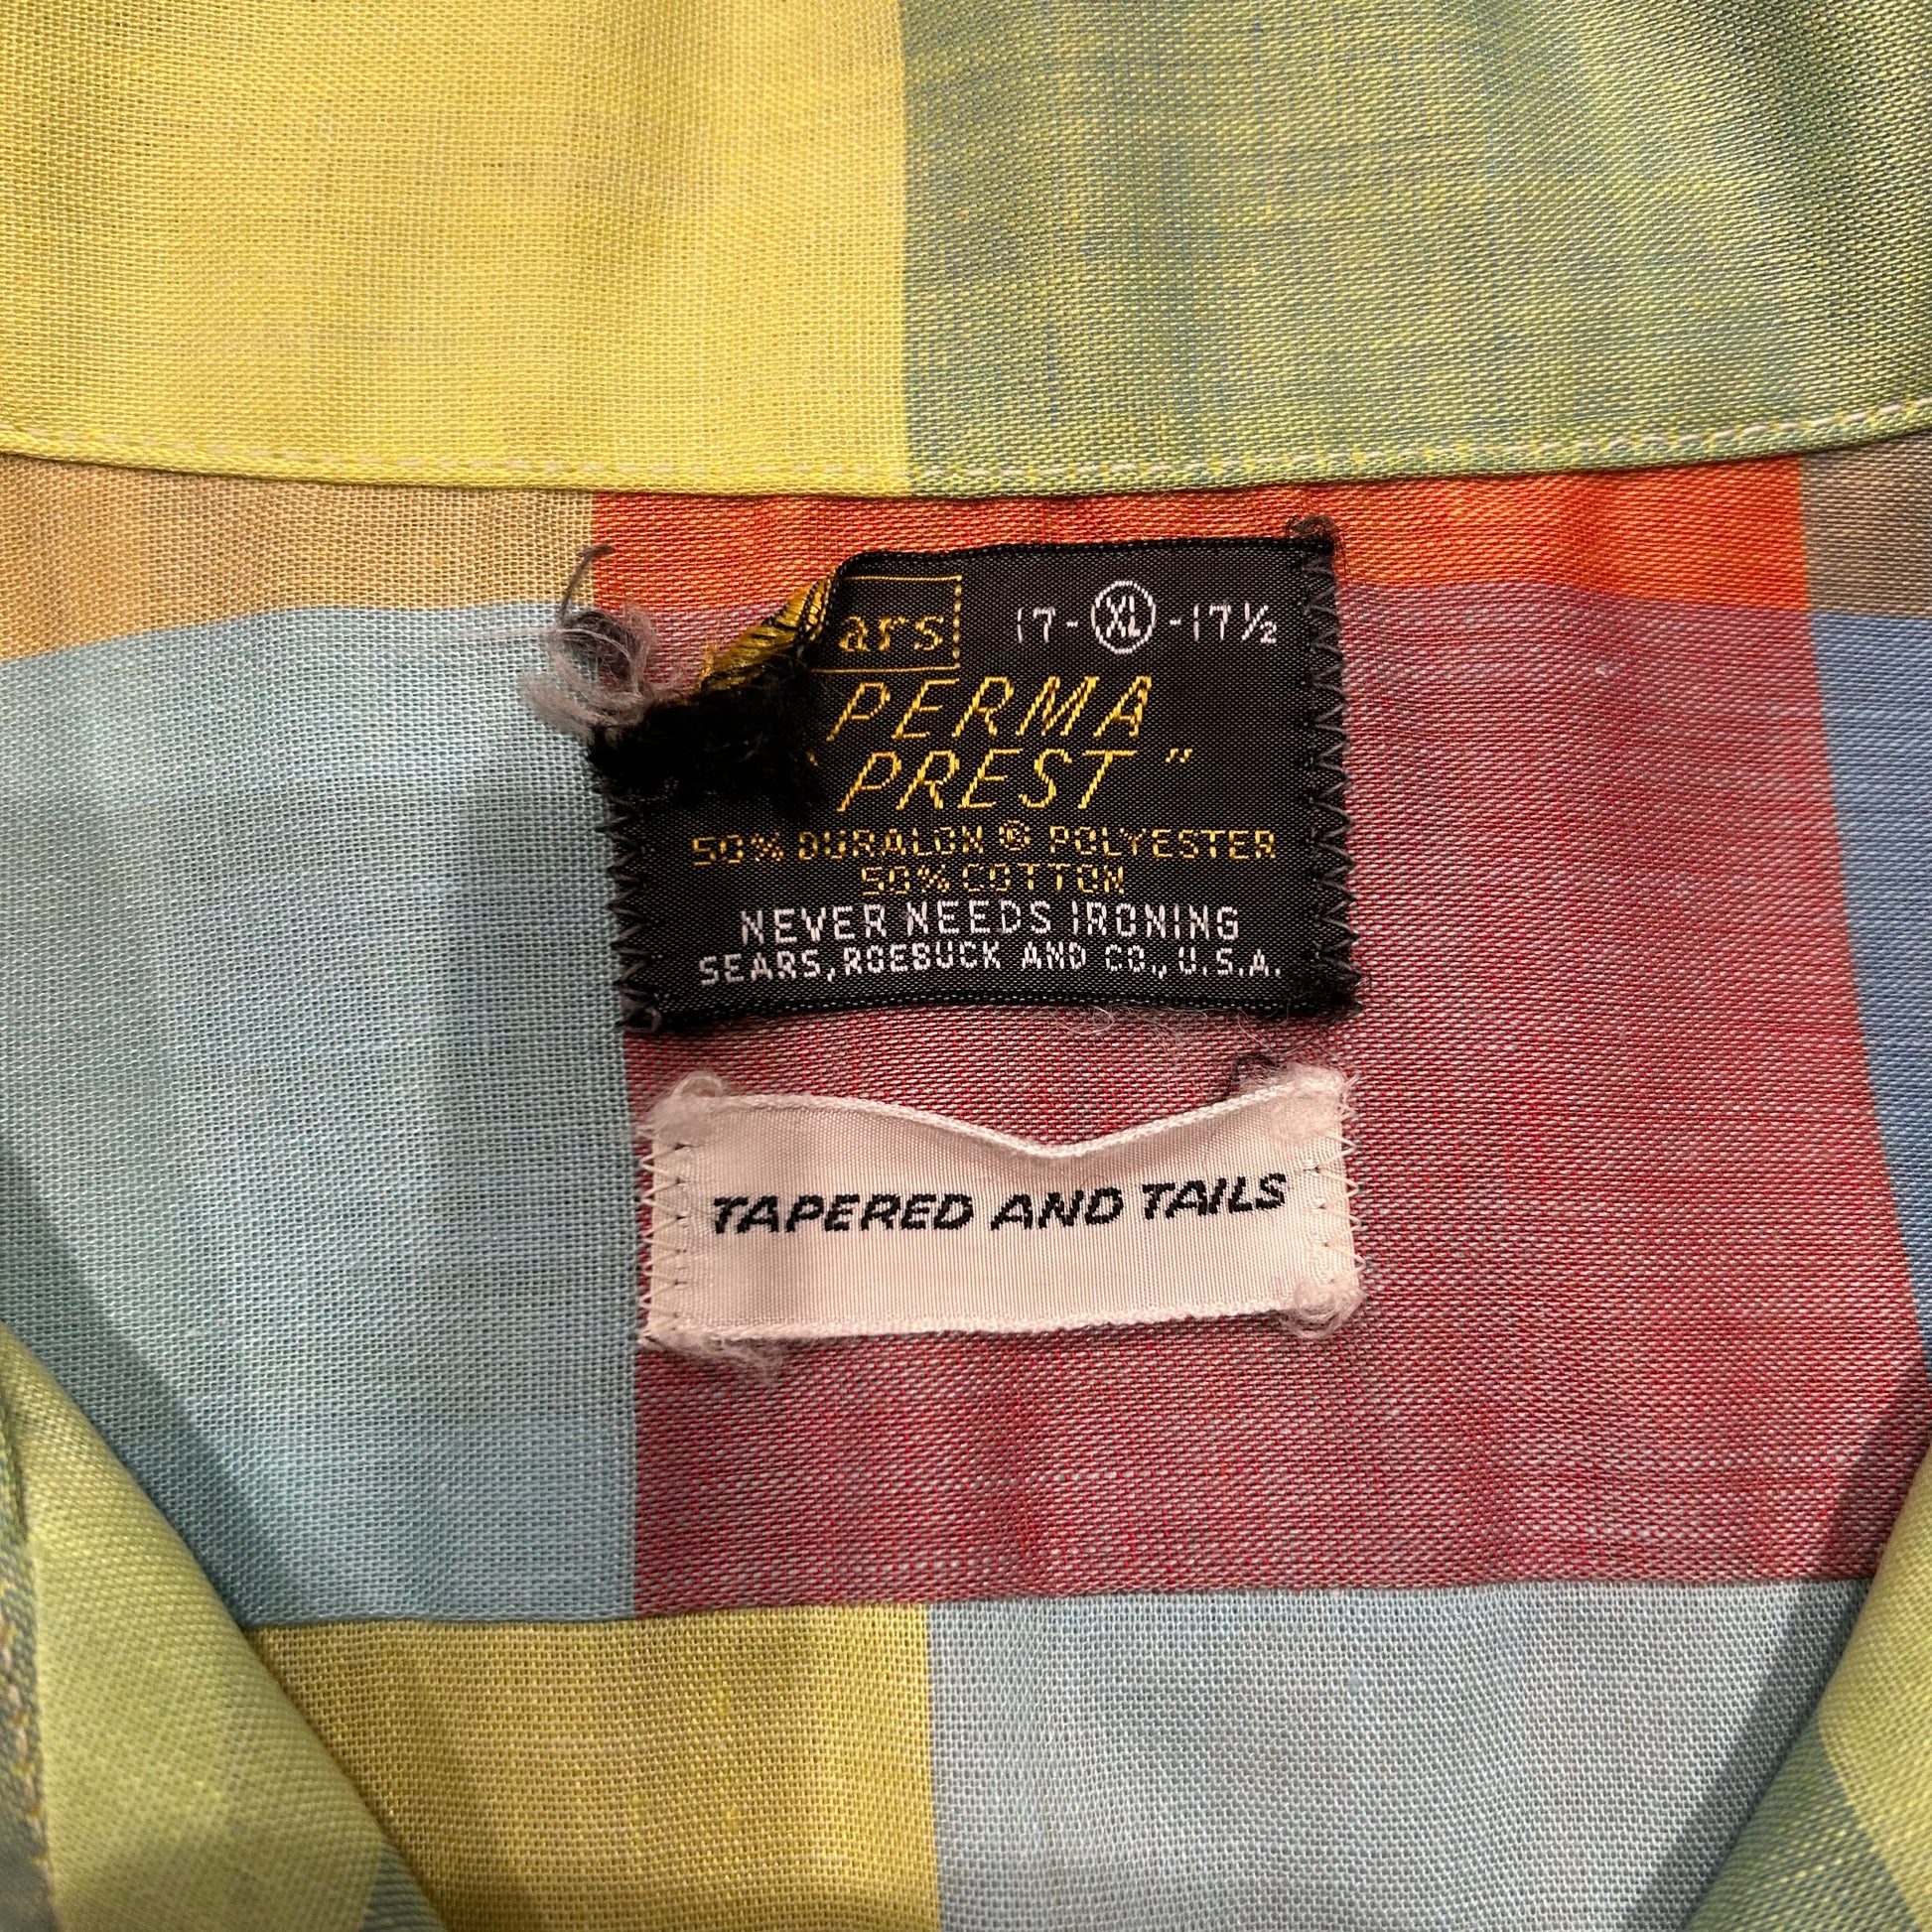 ars 17-XL-17½
PERMA
PREST"
50% DURALON ® POLYESTER
50% COTTON
NEVER NEEDS IRONING
SEARS, ROEBUCK AND CO., U.S.A.
TAPERED AND TAILS